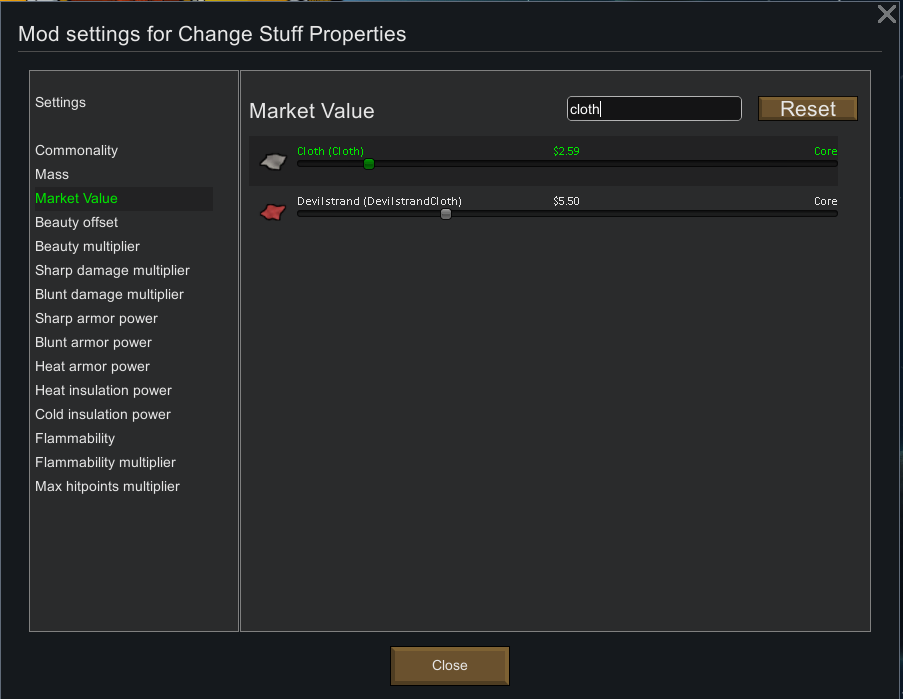 Mod settings for Change Stuff Properties
Settings
Commonality
Mass
Market Value
Beauty offset
Beauty multiplier
Sharp damage multiplier
Blunt damage multiplier
Sharp armor power
Blunt armor power
Heat armor power
Heat insulation power
Cold insulation power
Flammability
Flammability multiplier
Max hitpoints multiplier
Market Value cloth Reset
Cloth (Cloth) $2.59 Core
Devilstrand (DevilstrandCloth) $5.50 Core
Close